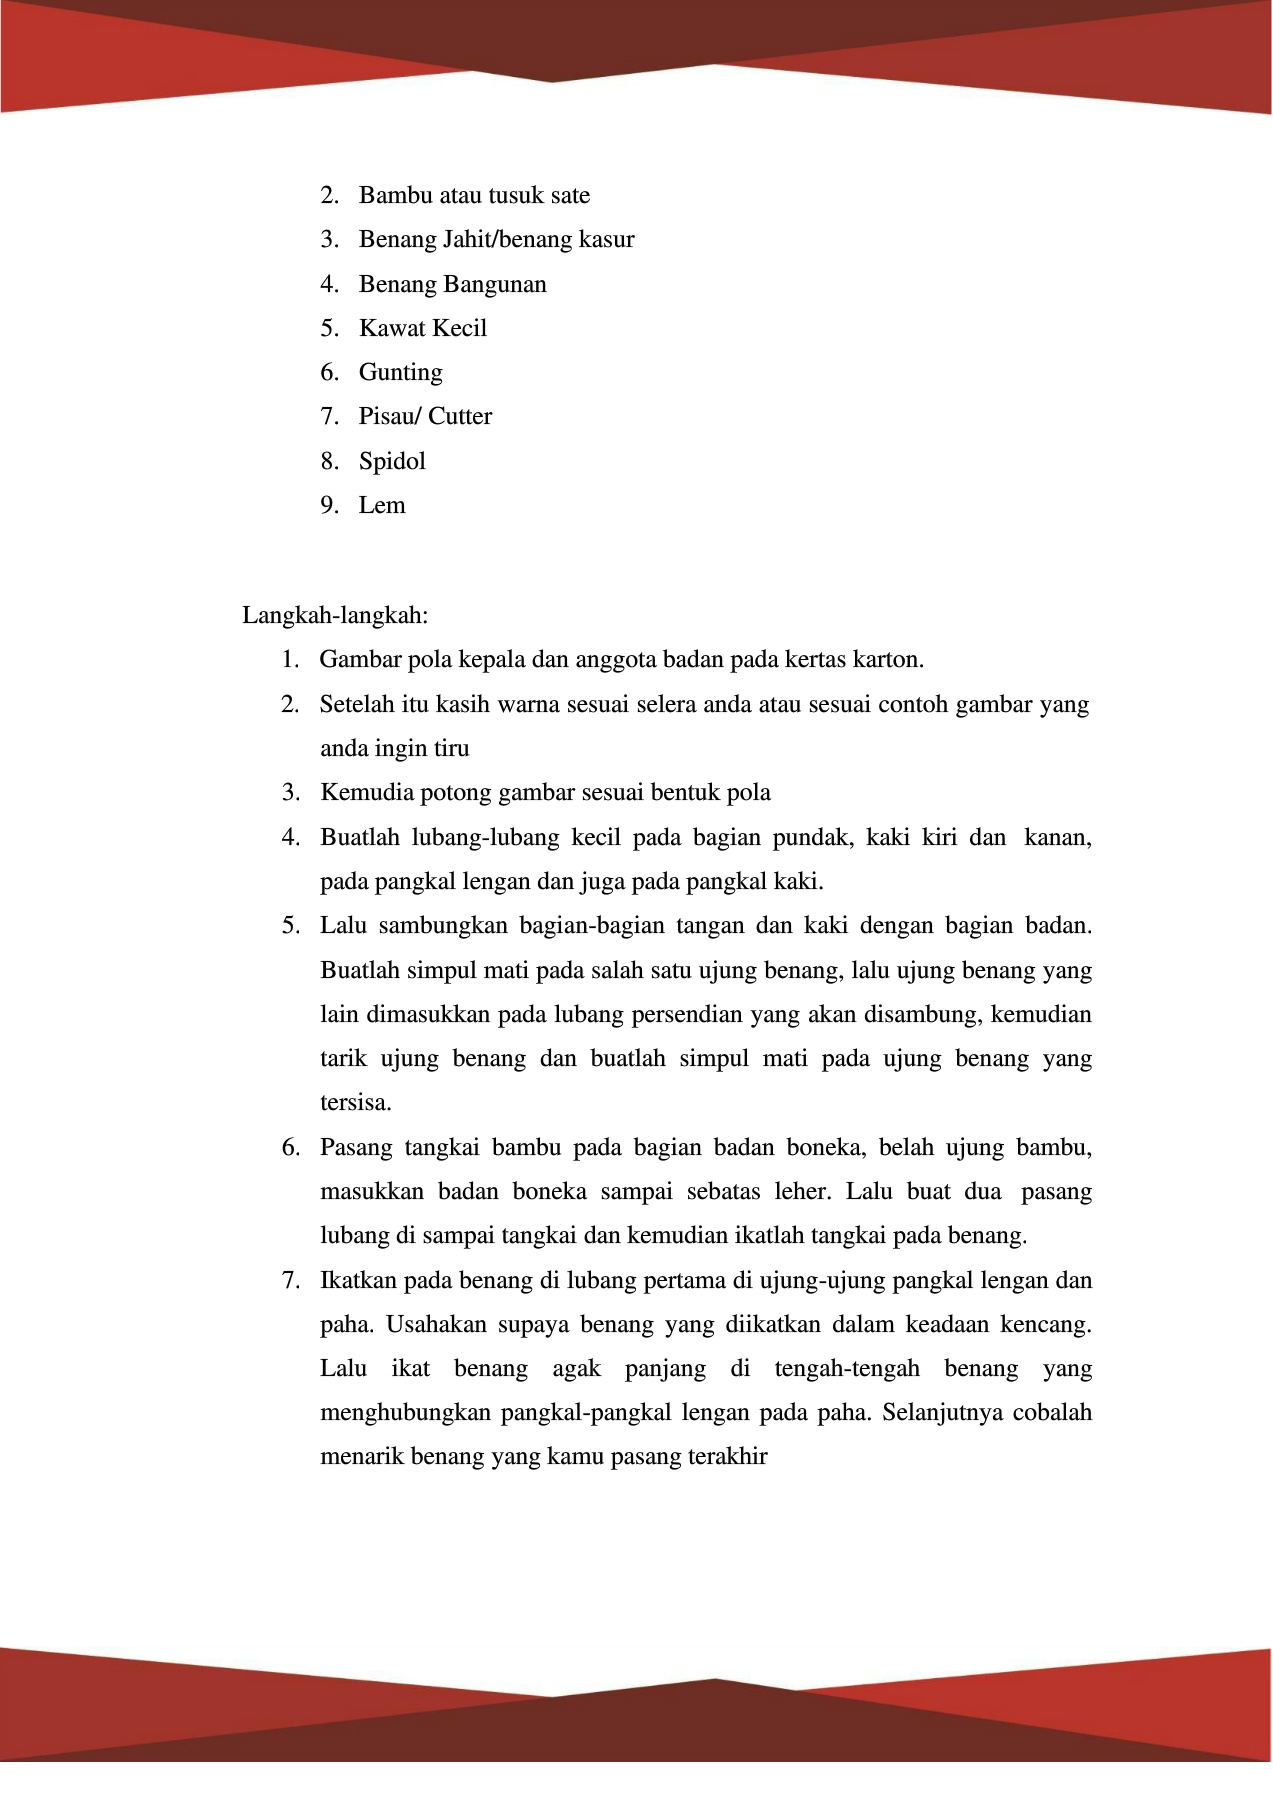 2. Bambu atau tusuk sate
3. Benang Jahit/benang kasur
4. Benang Bangunan
5. Kawat Kecil
6. Gunting
7. Pisau/ Cutter
8. Spidol
9. Lem
Langkah-langkah:
1. Gambar pola kepala dan anggota badan pada kertas karton.
2. Setelah itu kasih warna sesuai selera anda atau sesuai contoh gambar yang
anda ingin tiru
3. Kemudia potong gambar sesuai bentuk pola
4. Buatlah lubang-lubang kecil pada bagian pundak, kaki kiri dan kanan,
pada pangkal lengan dan juga pada pangkal kaki.
5. Lalu sambungkan bagian-bagian tangan dan kaki dengan bagian badan.
Buatlah simpul mati pada salah satu ujung benang, lalu ujung benang yang
lain dimasukkan pada lubang persendian yang akan disambung, kemudian
tarik ujung benang dan buatlah simpul mati pada ujung benang yang
tersisa.
6. Pasang tangkai bambu pada bagian badan boneka, belah ujung bambu,
masukkan badan boneka sampai sebatas leher. Lalu buat dua pasang
lubang di sampai tangkai dan kemudian ikatlah tangkai pada benang.
7. Ikatkan pada benang di lubang pertama di ujung-ujung pangkal lengan dan
paha. Usahakan supaya benang yang diikatkan dalam keadaan kencang.
Lalu ikat benang agak panjang di tengah-tengah benang yang
menghubungkan pangkal-pangkal lengan pada paha. Selanjutnya cobalah
menarik benang yang kamu pasang terakhir